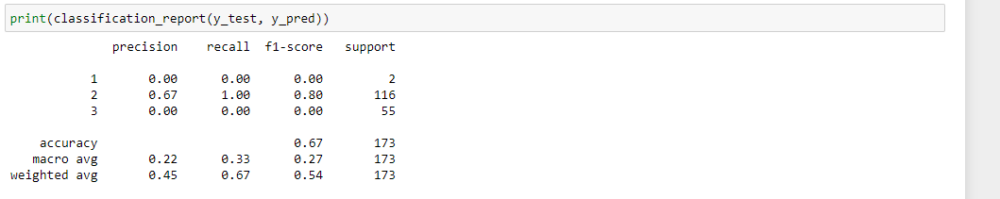 print(classification_report(y_test, y_pred))
precision recall f1-score support
1 0.00 0.00 0.00 2
2 0.67 1.00 0.80 116
3 0.00 0.00 0.00 55
accuracy 0.67 173
macro avg 0.22 0.33 0.27 173
weighted avg 0.45 0.67 0.54 173